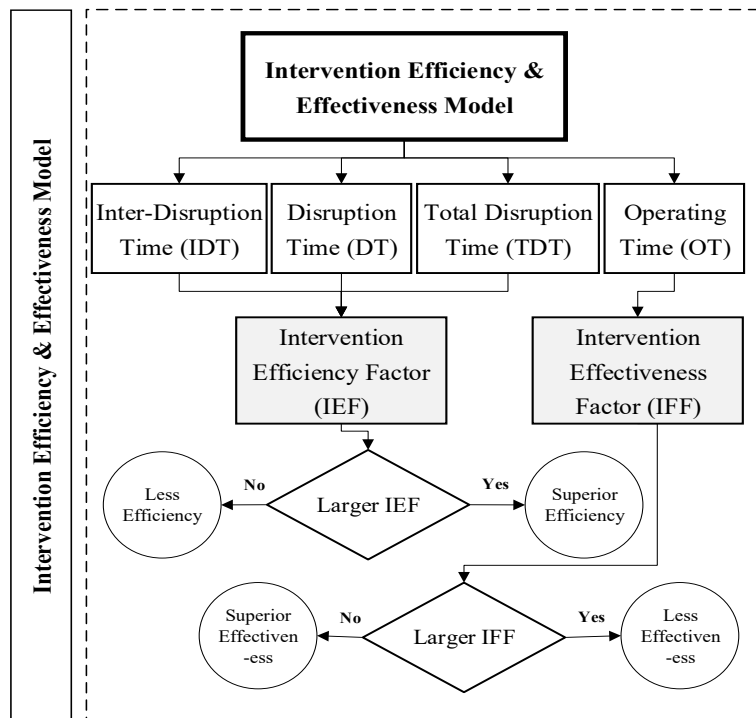 Intervention Efficiency & Effectiveness Model
Intervention Efficiency &
Effectiveness Model
Inter-Disruption
Time (IDT)
Disruption
Time (DT)
Total Disruption
Time (TDT)
Operating
Time (OT)
Intervention
Efficiency Factor
(IEF)
Intervention
Effectiveness
Factor (IFF)
Less
Efficiency
No
Larger IEF
Yes
Superior
Efficiency
Superior
Effectiven
-ess
No
Larger IFF
Yes
Less
Effectiven
-ess